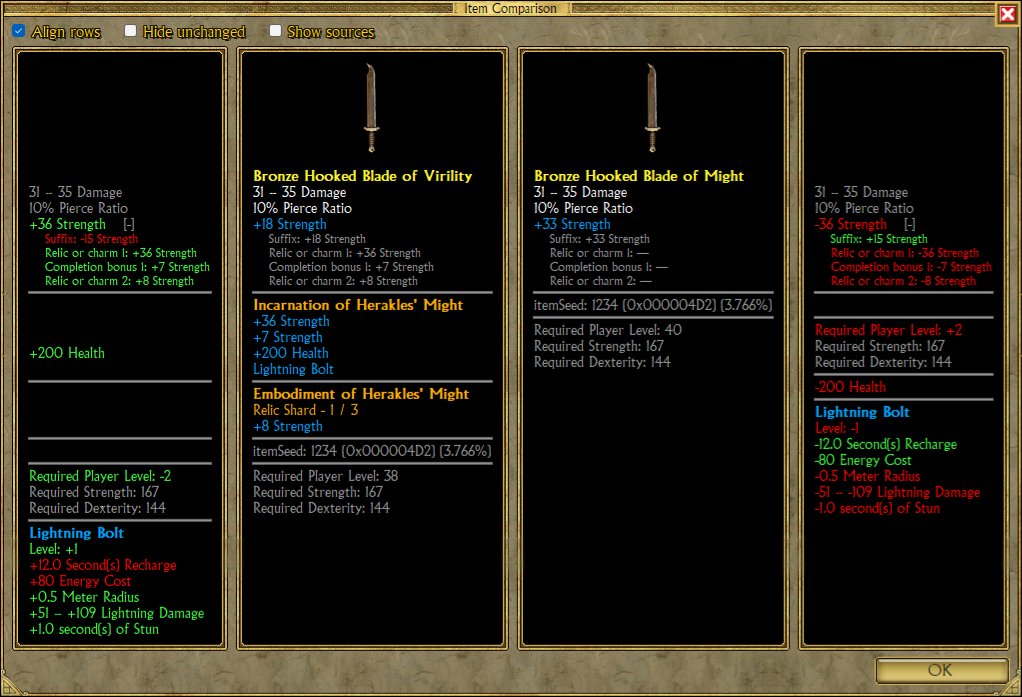 Item Comparison
Align rows
Hide unchanged
Show sources
31 – 35 Damage
10% Pierce Ratio
+36 Strength [-]
Suffix: -15 Strength
Relic or charm 1: +36 Strength
Completion bonus 1: +7 Strength
Relic or charm 2: +8 Strength
+200 Health
Required Player Level: -2
Required Strength: 167
Required Dexterity: 144
Lightning Bolt
Level: +1
+12.0 Second(s) Recharge
+80 Energy Cost
+0.5 Meter Radius
+51 – +109 Lightning Damage
+1.0 second(s) of Stun
Bronze Hooked Blade of Virility
31 – 35 Damage
10% Pierce Ratio
+18 Strength
Suffix: +18 Strength
Relic or charm 1: +36 Strength
Completion bonus 1: +7 Strength
Relic or charm 2: +8 Strength
Incarnation of Herakles' Might
+36 Strength
+7 Strength
+200 Health
Lightning Bolt
Embodiment of Herakles' Might
Relic Shard - 1 / 3
+8 Strength
itemSeed: 1234 (0x000004D2) (3.766%)
Required Player Level: 38
Required Strength: 167
Required Dexterity: 144
Bronze Hooked Blade of Might
31 – 35 Damage
10% Pierce Ratio
+33 Strength
Suffix: +33 Strength
Relic or charm 1: —
Completion bonus 1: —
Relic or charm 2: —
itemSeed: 1234 (0x000004D2) (3.766%)
Required Player Level: 40
Required Strength: 167
Required Dexterity: 144
31 – 35 Damage
10% Pierce Ratio
-36 Strength [-]
Suffix: +15 Strength
Relic or charm 1: -36 Strength
Completion bonus 1: -7 Strength
Relic or charm 2: -8 Strength
Required Player Level: +2
Required Strength: 167
Required Dexterity: 144
-200 Health
Lightning Bolt
Level: -1
-12.0 Second(s) Recharge
-80 Energy Cost
-0.5 Meter Radius
-51 – -109 Lightning Damage
-1.0 second(s) of Stun
OK